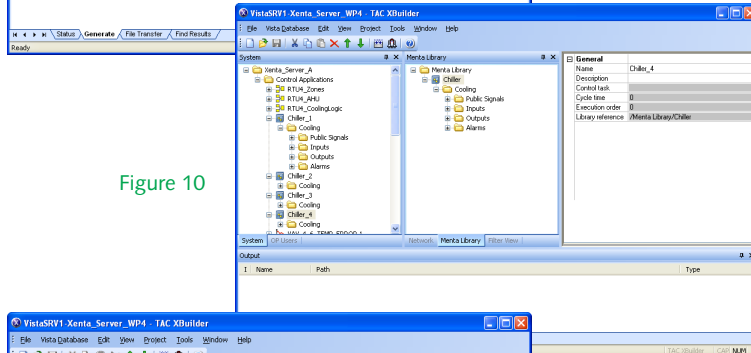 Status Generate File Transfer Find Results
Ready
Figure 10
VistaSRV1-Xenta_Server_WP4 - TAC XBuilder
File Vista Database Edit View Project Tools Window Help
System
Xenta_Server_A
Control Applications
RTU4_Zones
RTU4_AHU
RTU4_CoolingLogic
Chiller_1
Cooling
Public Signals
Inputs
Outputs
Alarms
Chiller_2
Cooling
Chiller_3
Cooling
Chiller_4
Cooling
System OP Users
Menta Library
Menta Library
Chiller
Cooling
Public Signals
Inputs
Outputs
Alarms
Network Menta Library Filter View
General
Name Chiller_4
Description
Control task
Cycle time 0
Execution order 0
Library reference /Menta Library/Chiller
Output
I Name Path Type
TAC XBuilder CAP NUM
VistaSRV1-Xenta_Server_WP4 - TAC XBuilder
File Vista Database Edit View Project Tools Window Help